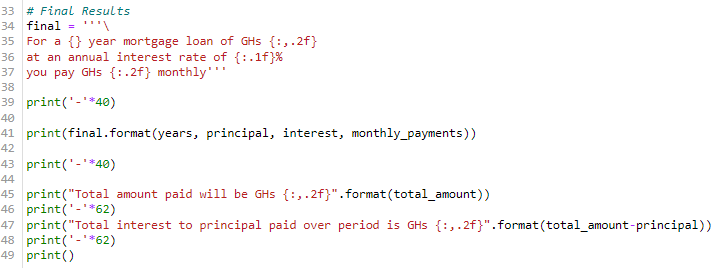 33 # Final Results
34 final = '''\
35 For a {} year mortgage loan of GHs {:,.2f}
36 at an annual interest rate of {:.1f}%
37 you pay GHs {:.2f} monthly'''
38
39 print('-'*40)
40
41 print(final.format(years, principal, interest, monthly_payments))
42
43 print('-'*40)
44
45 print("Total amount paid will be GHs {:,.2f}".format(total_amount))
46 print('-'*62)
47 print("Total interest to principal paid over period is GHs {:,.2f}".format(total_amount-principal))
48 print('-'*62)
49 print()